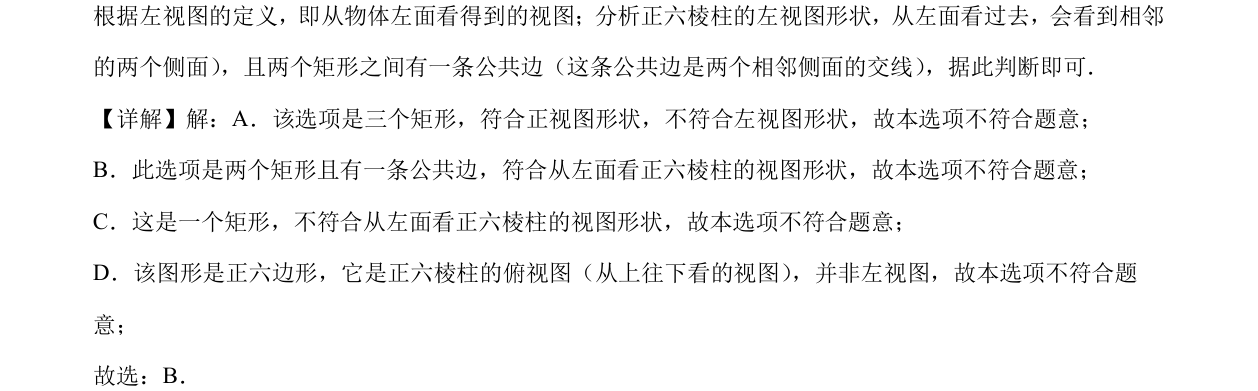 根据左视图的定义，即从物体左面看得到的视图；分析正六棱柱的左视图形状，从左面看过去，会看到相邻
的两个侧面），且两个矩形之间有一条公共边（这条公共边是两个相邻侧面的交线），据此判断即可．
【详解】解：A．该选项是三个矩形，符合正视图形状，不符合左视图形状，故本选项不符合题意；
B．此选项是两个矩形且有一条公共边，符合从左面看正六棱柱的视图形状，故本选项不符合题意；
C．这是一个矩形，不符合从左面看正六棱柱的视图形状，故本选项不符合题意；
D．该图形是正六边形，它是正六棱柱的俯视图（从上往下看的视图），并非左视图，故本选项不符合题
意；
故选：B．